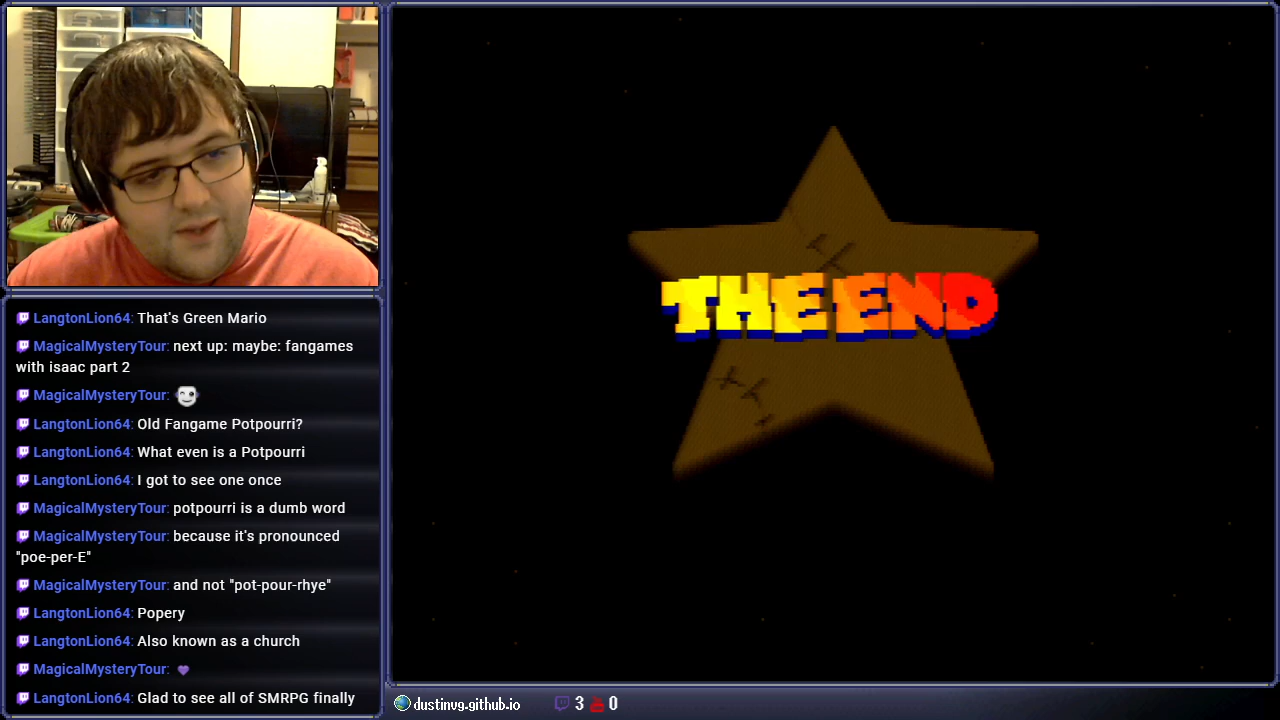 THE END
LangtonLion64: That's Green Mario
MagicalMysteryTour: next up: maybe: fangames
with isaac part 2
MagicalMysteryTour:
LangtonLion64: Old Fangame Potpourri?
LangtonLion64: What even is a Potpourri
LangtonLion64: I got to see one once
MagicalMysteryTour: potpourri is a dumb word
MagicalMysteryTour: because it's pronounced
"poe-per-E"
MagicalMysteryTour: and not "pot-pour-rhye"
LangtonLion64: Popery
LangtonLion64: Also known as a church
MagicalMysteryTour:
LangtonLion64: Glad to see all of SMRPG finally
dustinvg.github.io 3 0